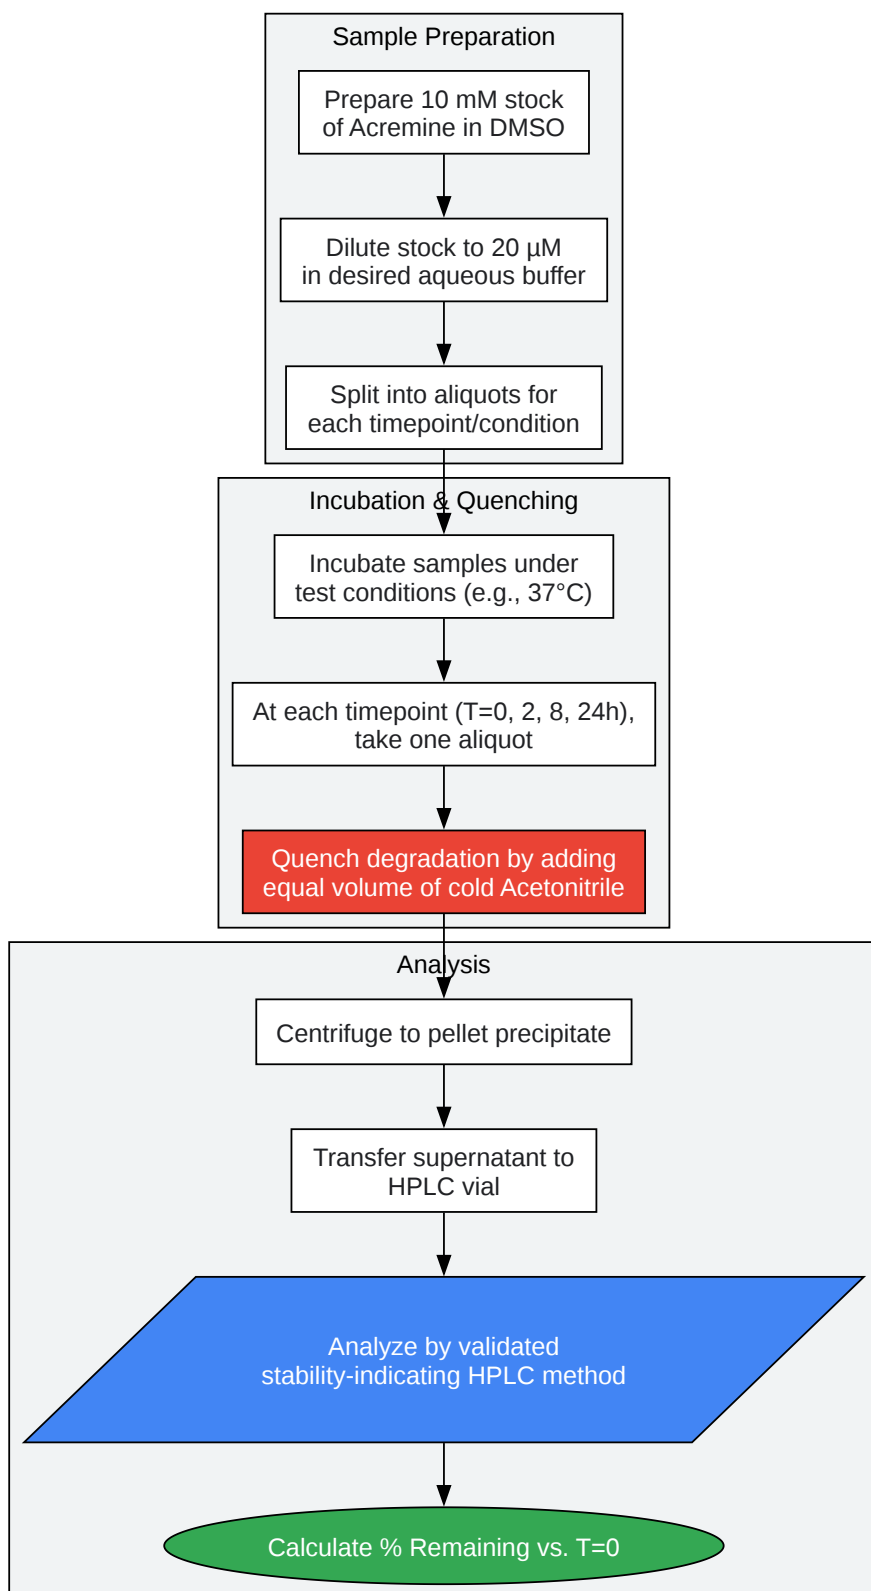 Sample Preparation
Prepare 10 mM stock
of Acremine in DMSO
Dilute stock to 20 µM
in desired aqueous buffer
Split into aliquots for
each timepoint/condition
Incubation & Quenching
Incubate samples under
test conditions (e.g., 37°C)
At each timepoint (T=0, 2, 8, 24h),
take one aliquot
Quench degradation by adding
equal volume of cold Acetonitrile
Analysis
Centrifuge to pellet precipitate
Transfer supernatant to
HPLC vial
Analyze by validated
stability-indicating HPLC method
Calculate % Remaining vs. T=0